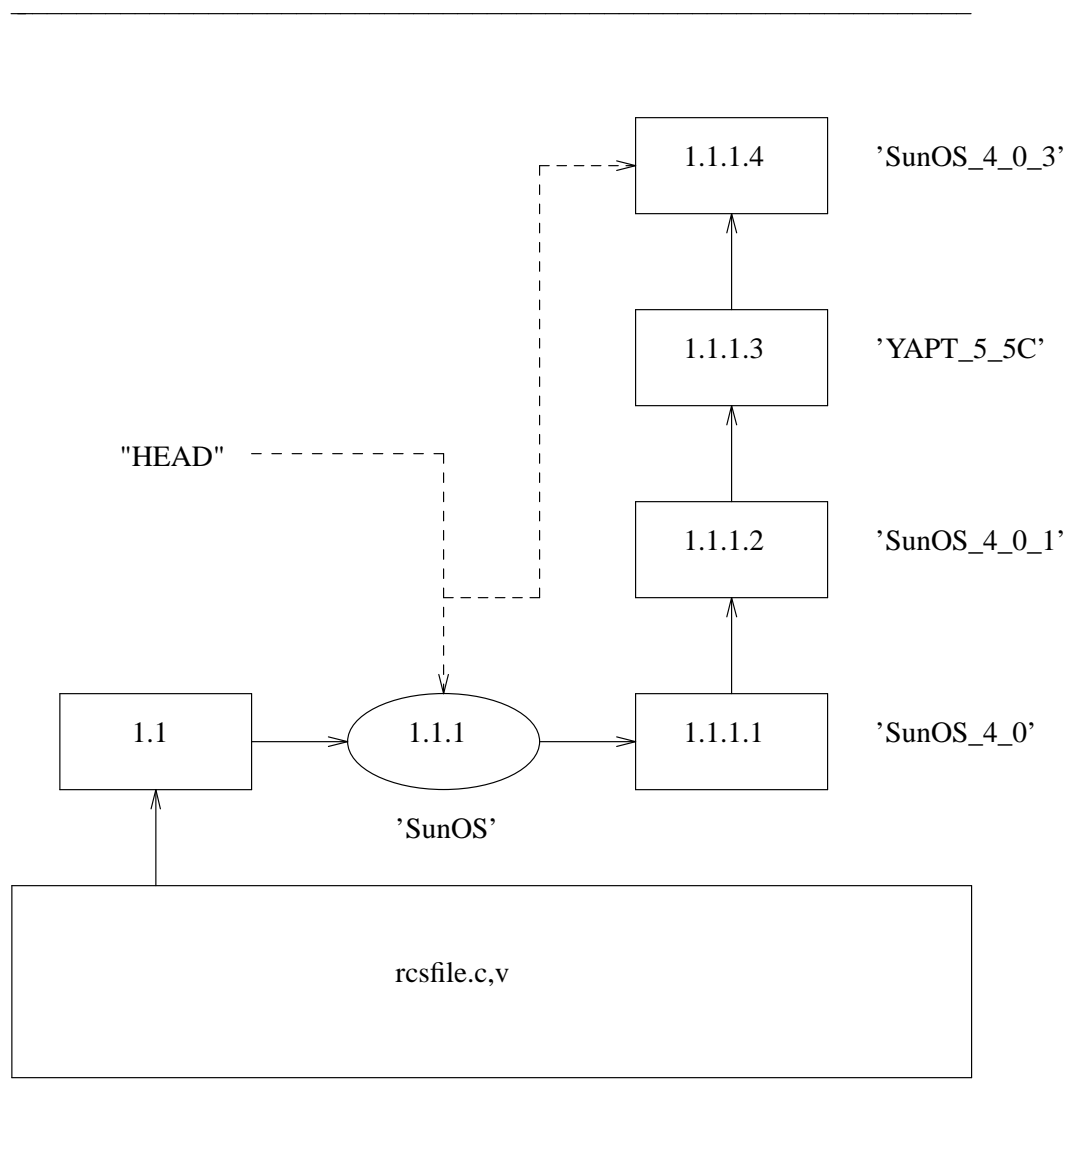 1.1.1.4 ’SunOS_4_0_3’
1.1.1.3 ’YAPT_5_5C’
"HEAD"
1.1.1.2 ’SunOS_4_0_1’
1.1 1.1.1 1.1.1.1 ’SunOS_4_0’
’SunOS’
rcsfile.c,v